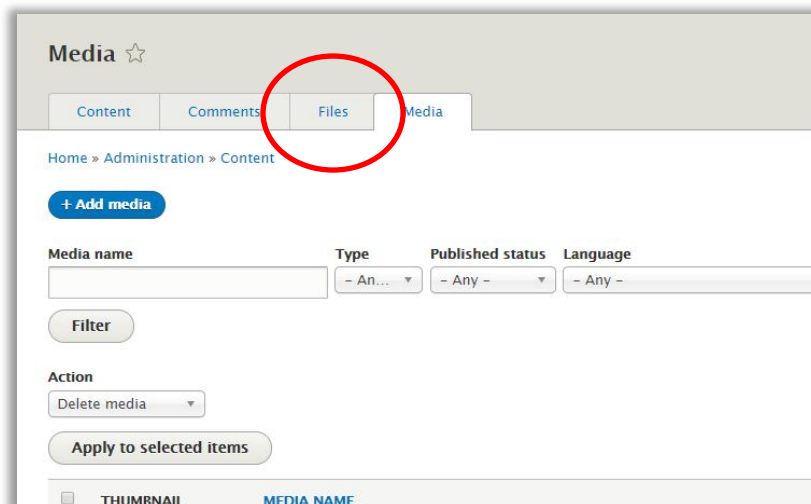 Media
Content Comments Files Media
Home » Administration » Content
+ Add media
Media name Type Published status Language
- An... - Any - - Any -
Filter
Action
Delete media
Apply to selected items
THUMBNAIL MEDIA NAME